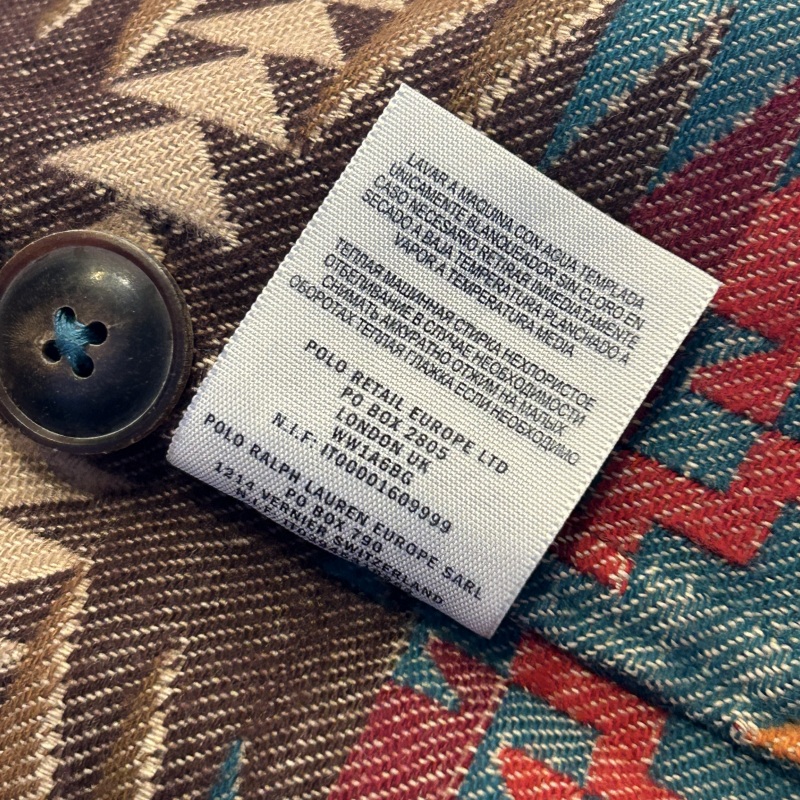 LAVAR A MAQUINA CON AGUA TEMPLADA
UNICAMENTE BLANQUEADOR SIN CLORO EN
CASO NECESARIO RETIRAR INMEDIATAMENTE
SECADO A BAJA TEMPERATURA PLANCHADO A
VAPOR A TEMPERATURA MEDIA
ТЕПЛАЯ МАШИННАЯ СТИРКА НЕХЛОРИСТОЕ
ОТБЕЛИВАНИЕ В СЛУЧАЕ НЕОБХОДИМОСТИ
СНИМАТЬ АККУРАТНО ОТЖИМ НА МАЛЫХ
ОБОРОТАХ ТЕПЛАЯ ГЛАЖКА ЕСЛИ НЕОБХОДИМО
POLO RETAIL EUROPE LTD
PO BOX 2805
LONDON UK
WW1A6BG
N.I.F: IT00001609999
POLO RALPH LAUREN EUROPE SARL
1214 VERNIER SWITZERLAND
PO BOX 790